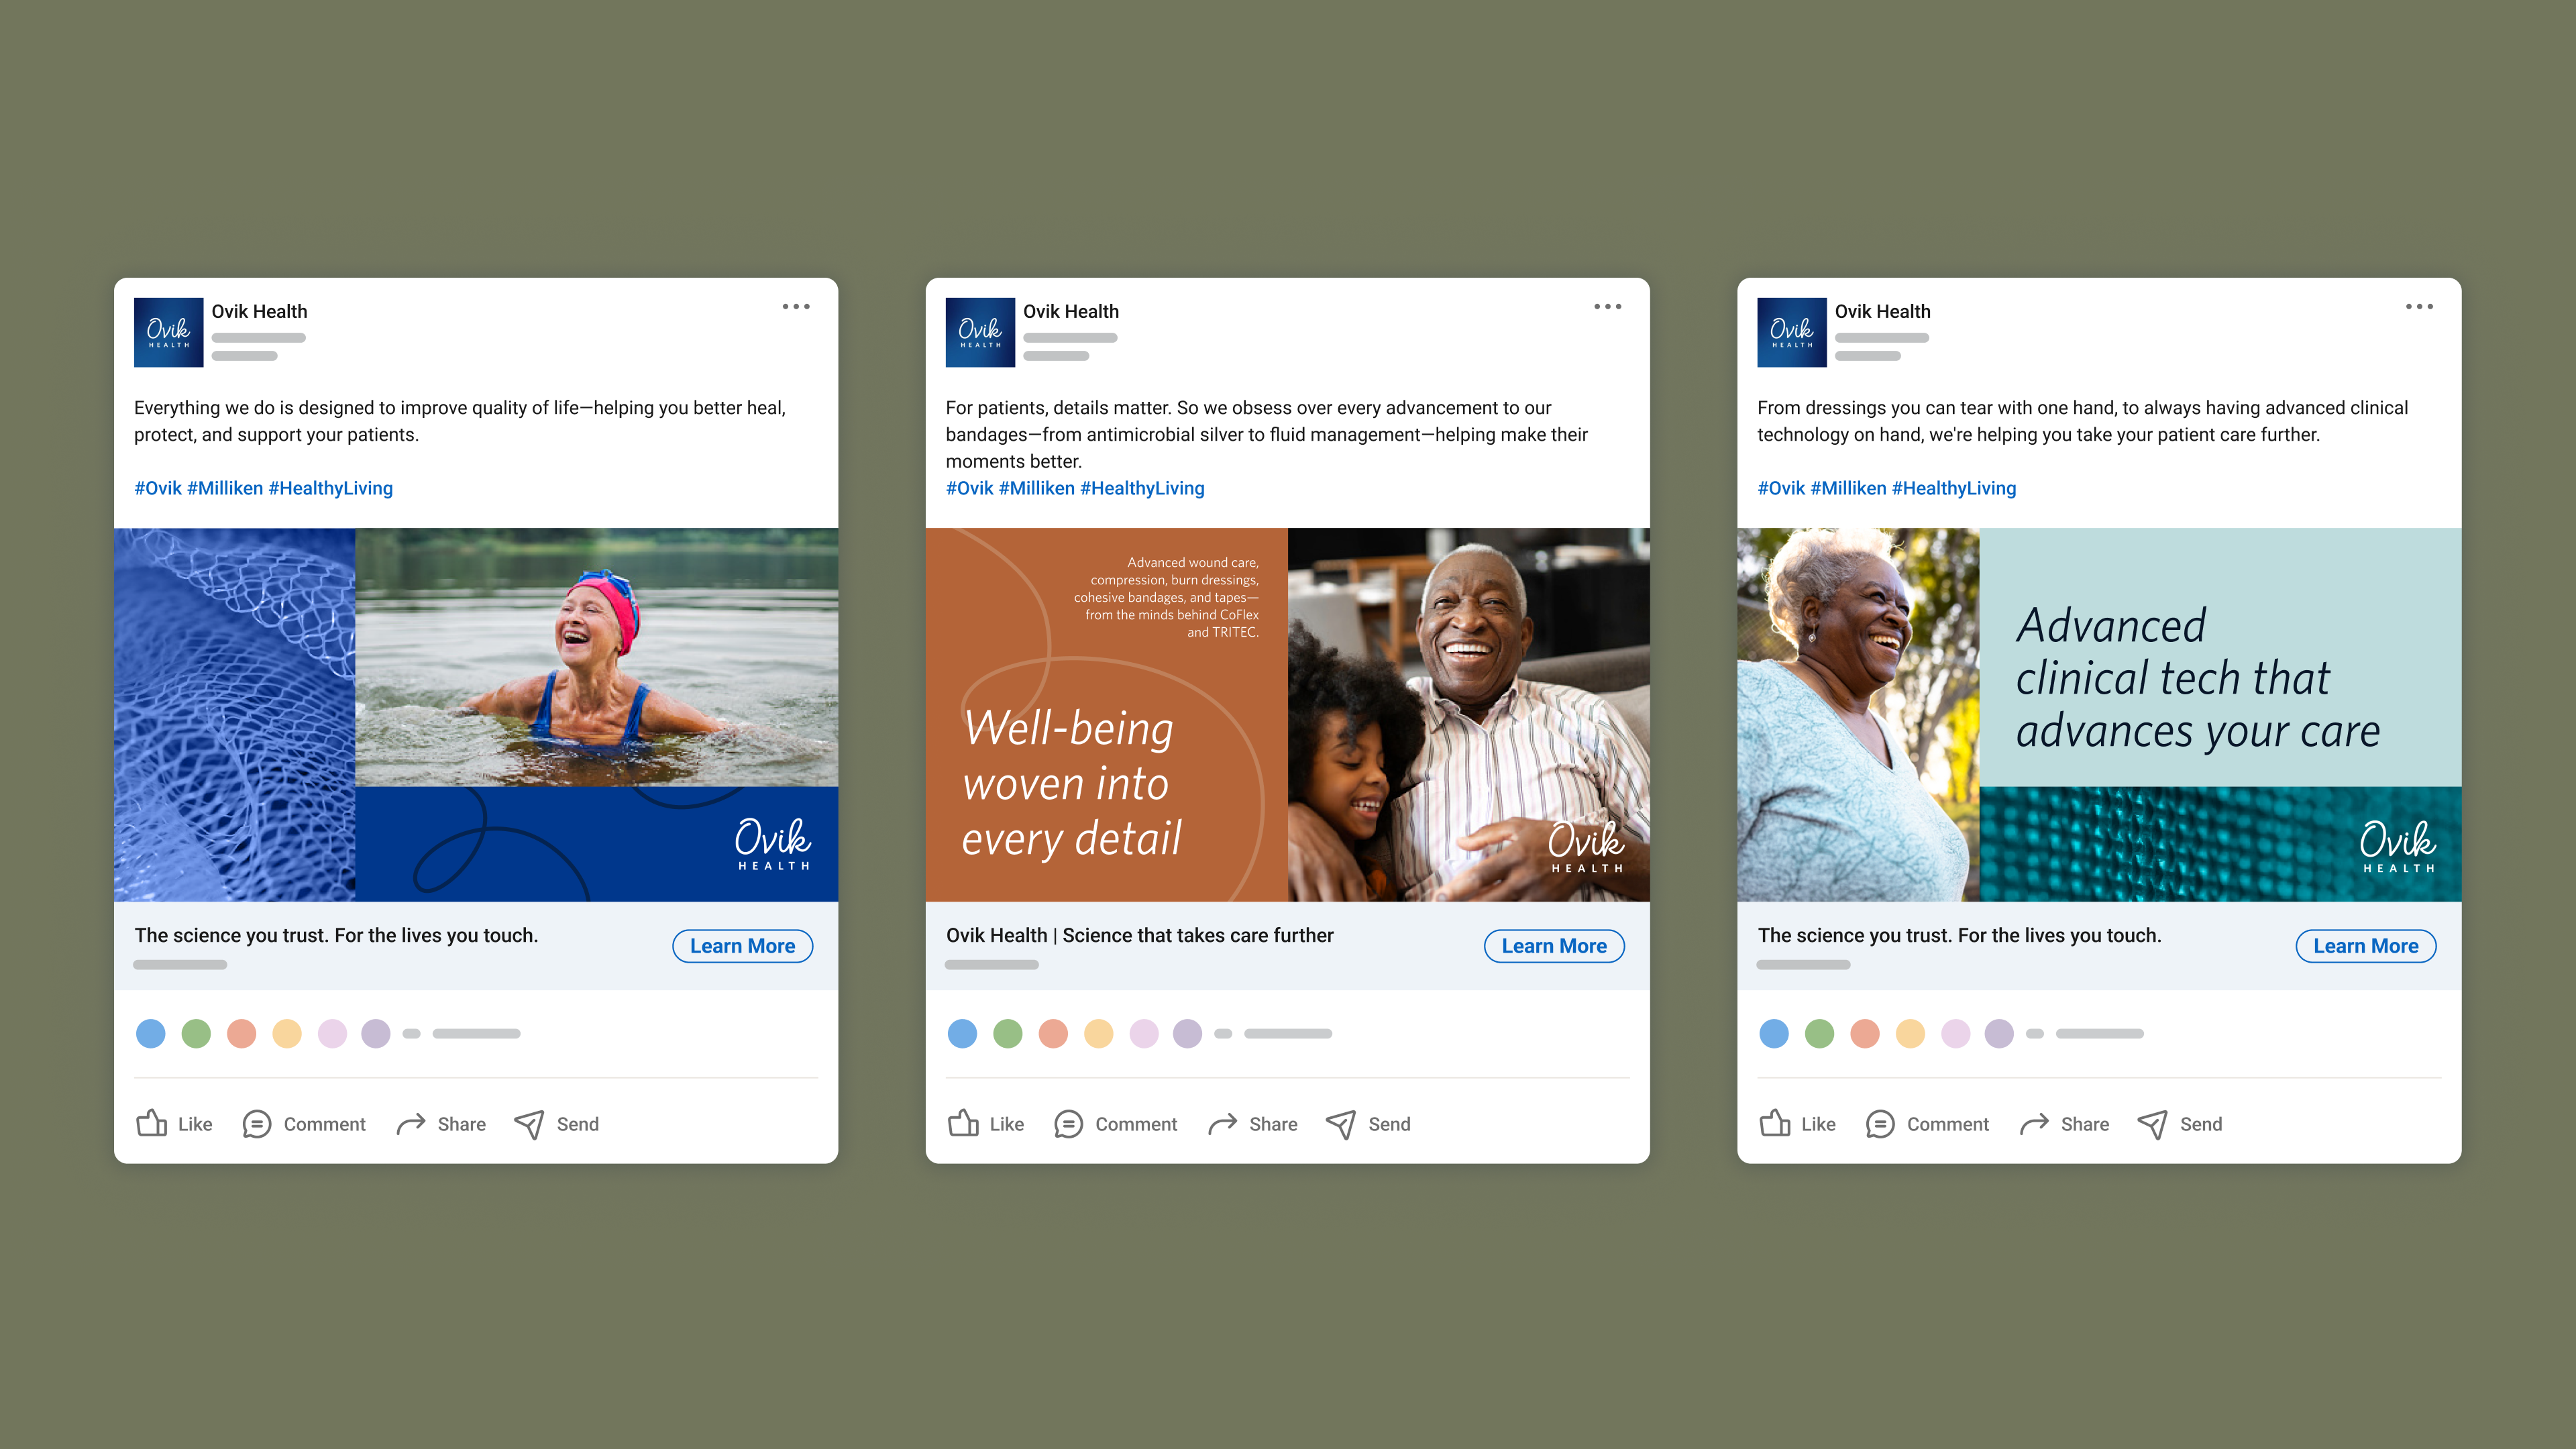 Ovik
HEALTH
Ovik Health
Everything we do is designed to improve quality of life—helping you better heal,
protect, and support your patients.
#Ovik #Milliken #HealthyLiving
Ovik
HEALTH
The science you trust. For the lives you touch.
Learn More
Like
Comment
Share
Send
Ovik
HEALTH
Ovik Health
For patients, details matter. So we obsess over every advancement to our
bandages—from antimicrobial silver to fluid management—helping make their
moments better.
#Ovik #Milliken #HealthyLiving
Advanced wound care,
compression, burn dressings,
cohesive bandages, and tapes—
from the minds behind CoFlex
and TRITEC.
Well-being
woven into
every detail
Ovik
HEALTH
Ovik Health | Science that takes care further
Learn More
Like
Comment
Share
Send
Ovik
HEALTH
Ovik Health
From dressings you can tear with one hand, to always having advanced clinical
technology on hand, we're helping you take your patient care further.
#Ovik #Milliken #HealthyLiving
Advanced
clinical tech that
advances your care
Ovik
HEALTH
The science you trust. For the lives you touch.
Learn More
Like
Comment
Share
Send